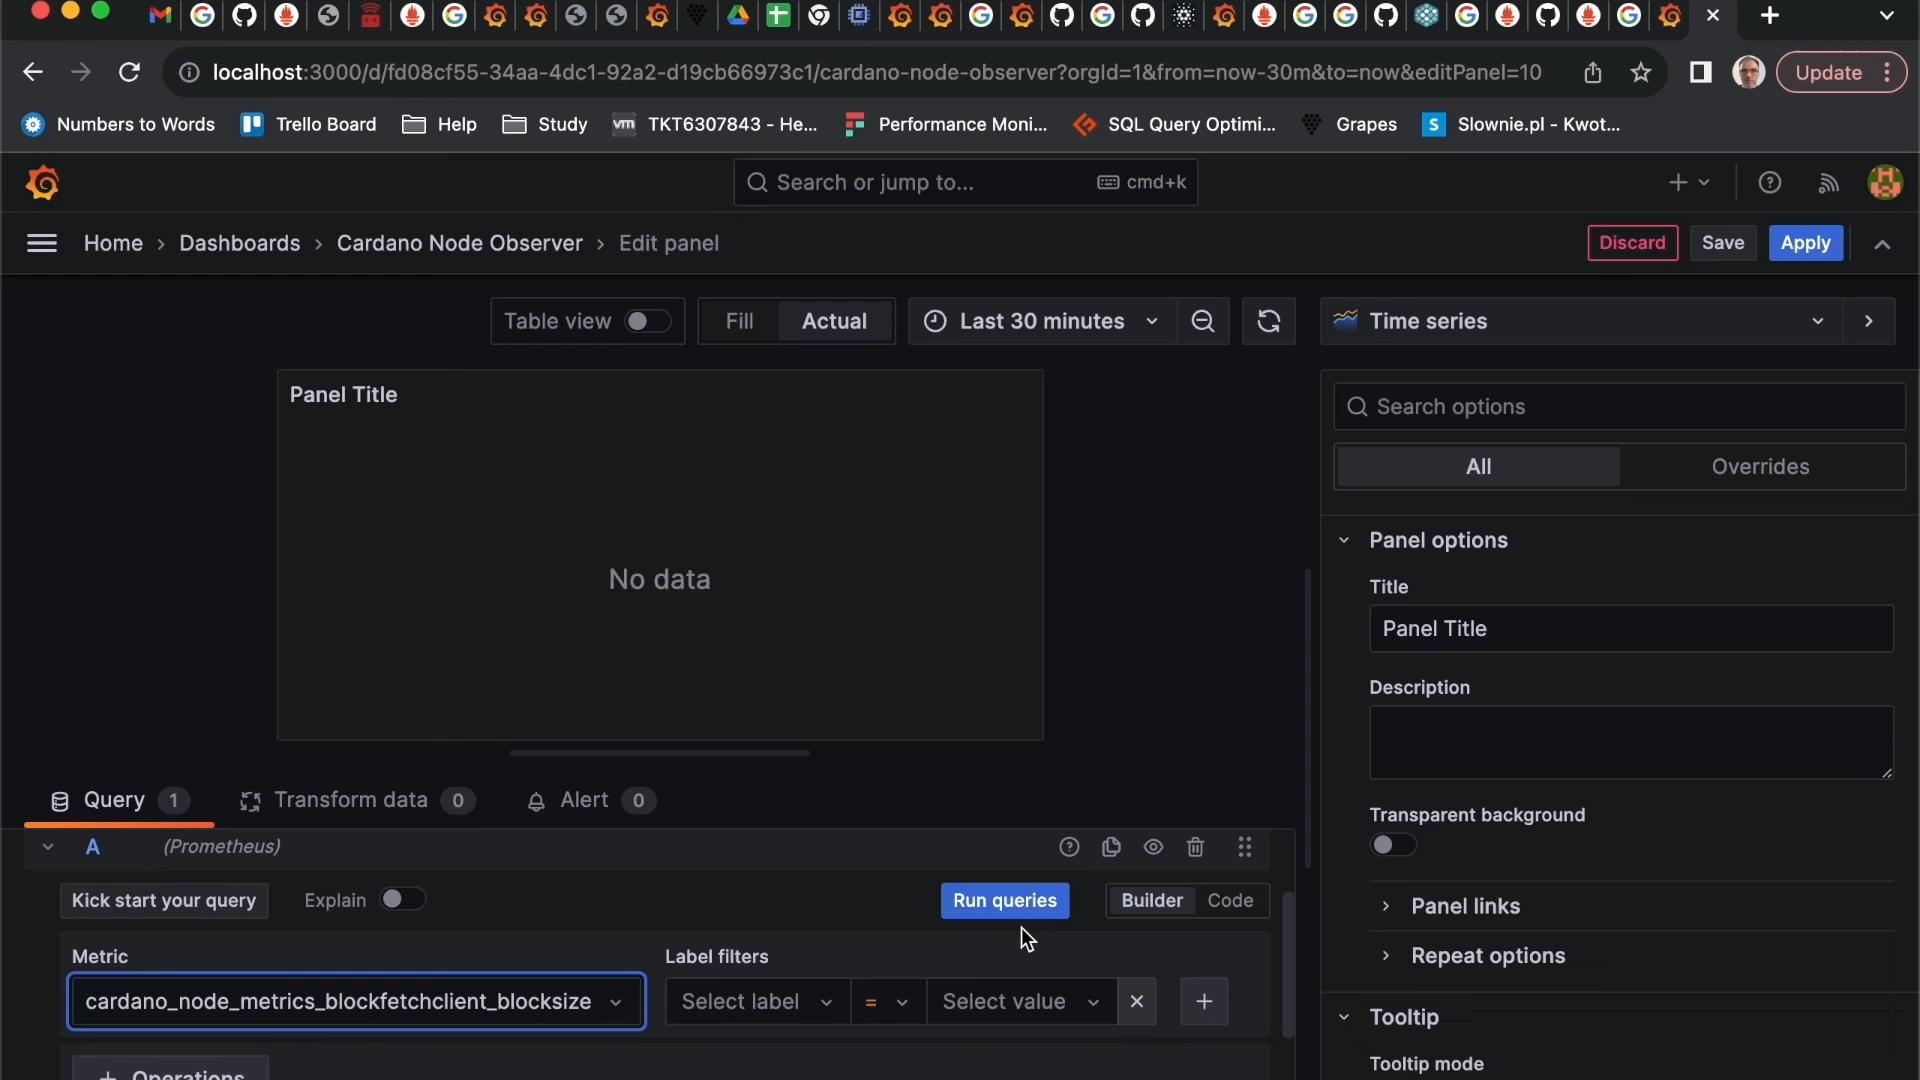 localhost:3000/d/fd08cf55-34aa-4dc1-92a2-d19cb66973c1/cardano-node-observer?orgId=1&from=now-30m&to=now&editPanel=10
Update
Numbers to Words
Trello Board
Help
Study
TKT6307843 - He...
Performance Moni...
SQL Query Optimi...
Grapes
Slownie.pl - Kwot...
Search or jump to...
cmd+k
Home › Dashboards › Cardano Node Observer › Edit panel
Discard
Save
Apply
Table view
Fill
Actual
Last 30 minutes
Time series
Panel Title
No data
Search options
All
Overrides
Panel options
Title
Panel Title
Description
Transparent background
Panel links
Repeat options
Tooltip
Tooltip mode
Query 1
Transform data 0
Alert 0
A (Prometheus)
Kick start your query
Explain
Run queries
Builder
Code
Metric
Label filters
cardano_node_metrics_blockfetchclient_blocksize
Select label
=
Select value
+ Operations